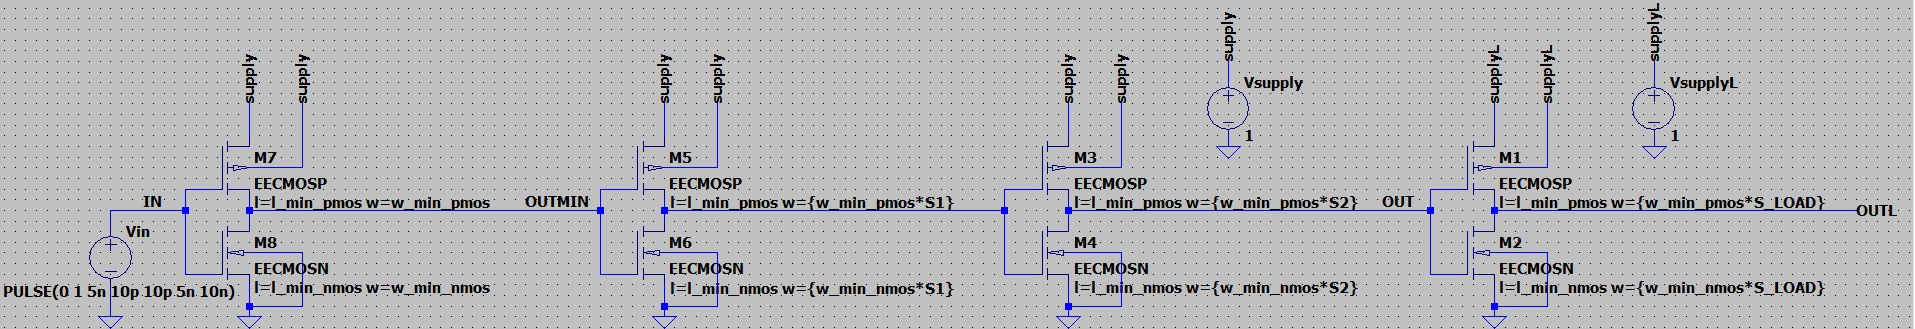 supply
supply
supply
supply
supply
supply
supply
Vsupply
1
supplyL
supplyL
supplyL
VsupplyL
1
M7
EECMOSP
l=l_min_pmos w=w_min_pmos
M5
EECMOSP
l=l_min_pmos w={w_min_pmos*S1}
M3
EECMOSP
l=l_min_pmos w={w_min_pmos*S2}
M1
EECMOSP
l=l_min_pmos w={w_min_pmos*S_LOAD}
IN
OUTMIN
OUT
OUTL
Vin
PULSE(0 1 5n 10p 10p 5n 10n)
M8
EECMOSN
l=l_min_nmos w=w_min_nmos
M6
EECMOSN
l=l_min_nmos w={w_min_nmos*S1}
M4
EECMOSN
l=l_min_nmos w={w_min_nmos*S2}
M2
EECMOSN
l=l_min_nmos w={w_min_nmos*S_LOAD}